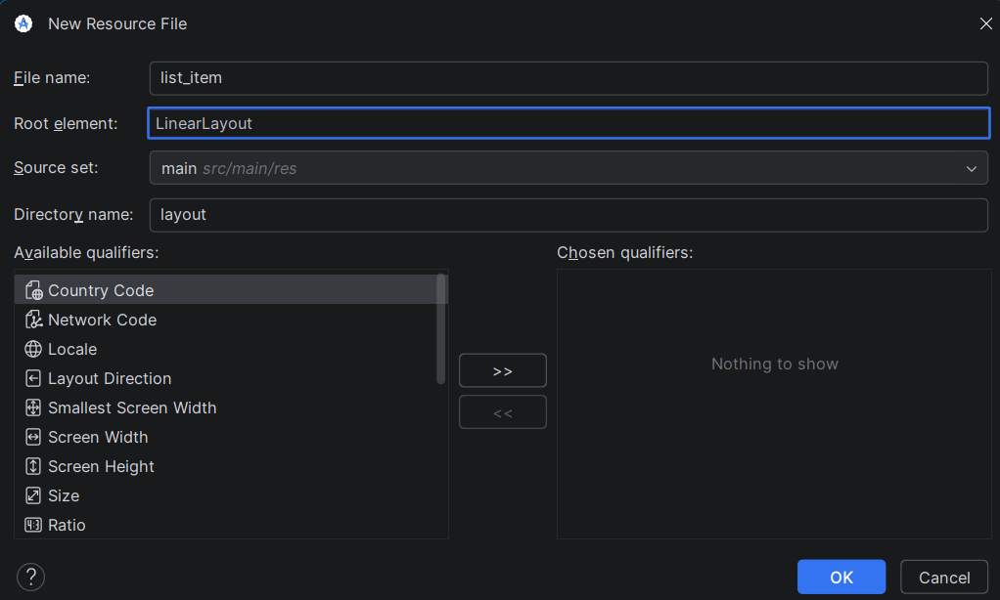 New Resource File
File name: list_item
Root element: LinearLayout
Source set: main src/main/res
Directory name: layout
Available qualifiers:
Country Code
Network Code
Locale
Layout Direction
Smallest Screen Width
Screen Width
Screen Height
Size
Ratio
>>
<<
Chosen qualifiers:
Nothing to show
?
OK
Cancel